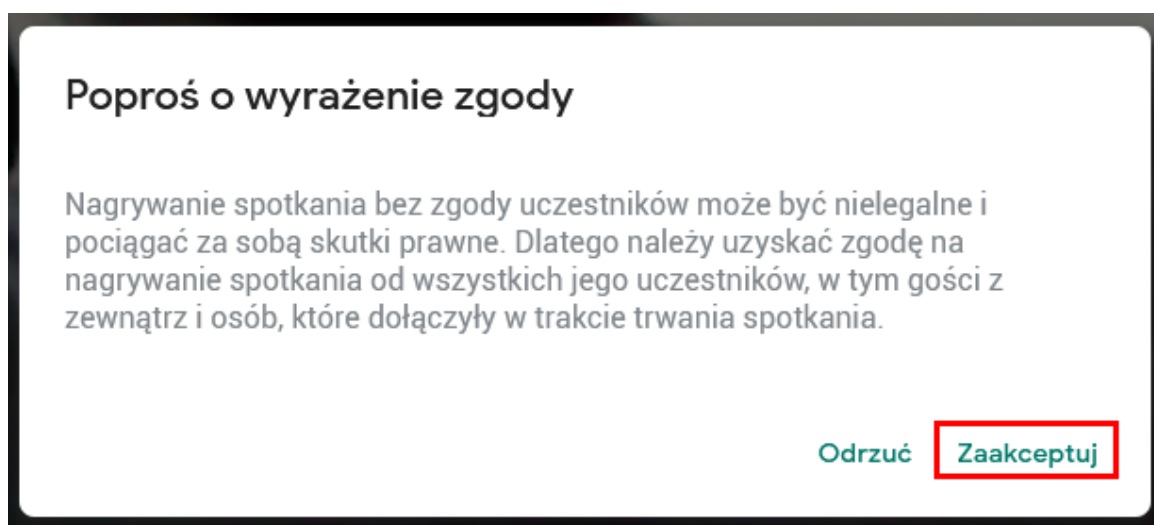 Poproś o wyrażenie zgody
Nagrywanie spotkania bez zgody uczestników może być nielegalne i
pociągać za sobą skutki prawne. Dlatego należy uzyskać zgodę na
nagrywanie spotkania od wszystkich jego uczestników, w tym gości z
zewnątrz i osób, które dołączyły w trakcie trwania spotkania.
Odrzuć Zaakceptuj